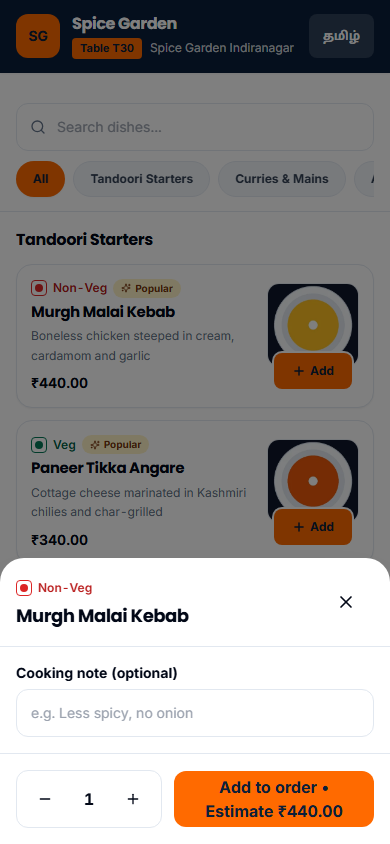 SG
Spice Garden
Table T30
Spice Garden Indiranagar
தமிழ்
Search dishes...
All
Tandoori Starters
Curries & Mains
Tandoori Starters
Non-Veg
Popular
Murgh Malai Kebab
Boneless chicken steeped in cream,
cardamom and garlic
₹440.00
+ Add
Veg
Popular
Paneer Tikka Angare
Cottage cheese marinated in Kashmiri
chilies and char-grilled
₹340.00
+ Add
Non-Veg
Murgh Malai Kebab
Cooking note (optional)
e.g. Less spicy, no onion
− 1 +
Add to order •
Estimate ₹440.00